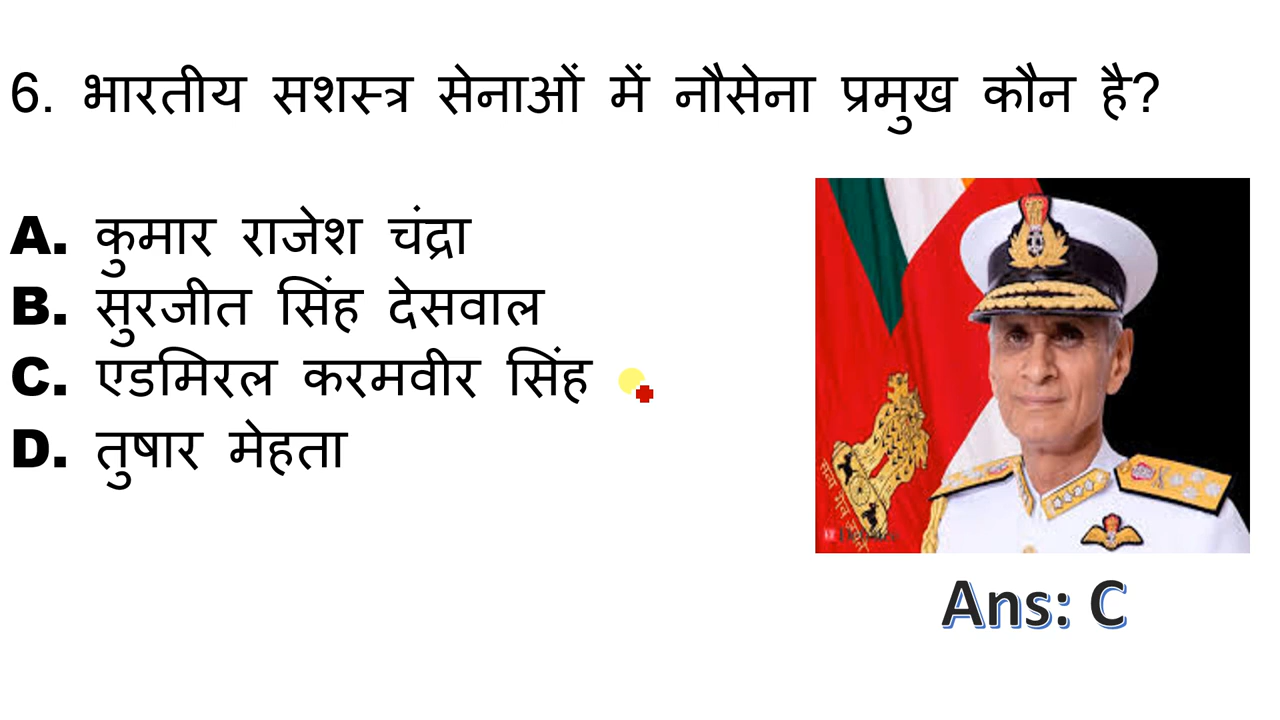 6. भारतीय सशस्त्र सेनाओं में नौसेना प्रमुख कौन है?
A. कुमार राजेश चंद्रा
B. सुरजीत सिंह देसवाल
C. एडमिरल करमवीर सिंह
D. तुषार मेहता
Ans: C